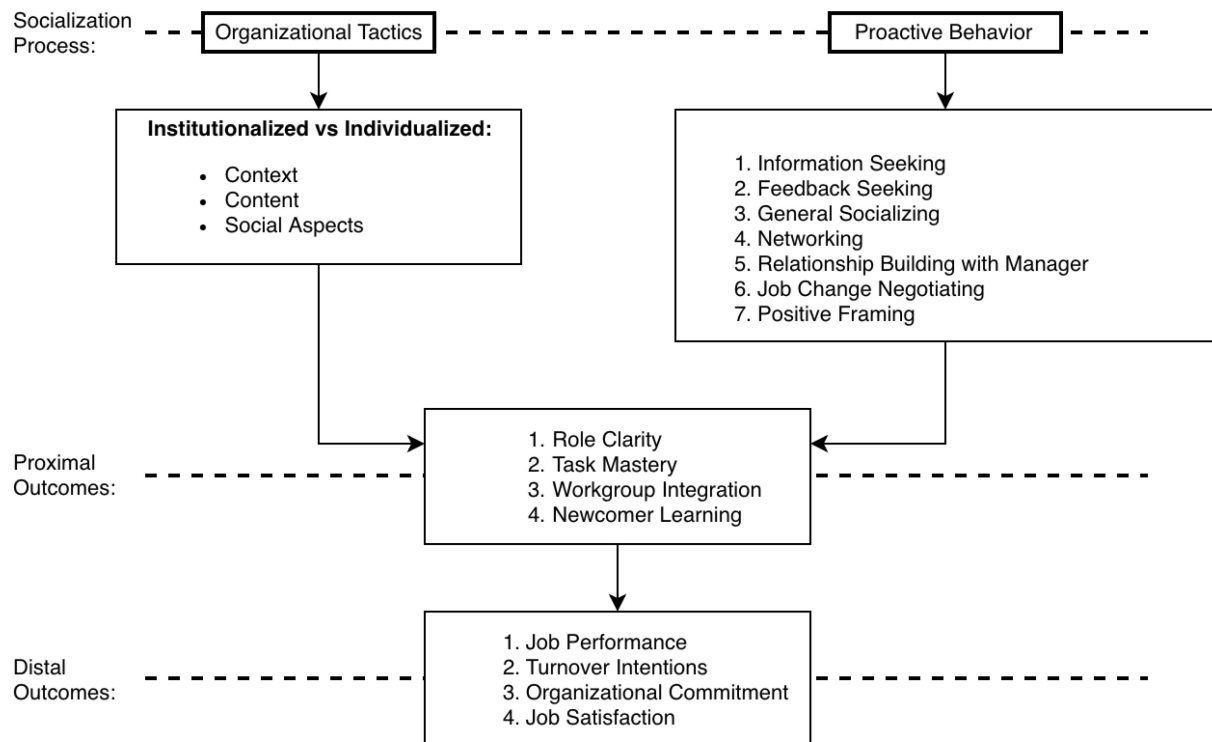 Socialization
Process:
Organizational Tactics
Proactive Behavior
Institutionalized vs Individualized:
• Context
• Content
• Social Aspects
1. Information Seeking
2. Feedback Seeking
3. General Socializing
4. Networking
5. Relationship Building with Manager
6. Job Change Negotiating
7. Positive Framing
Proximal
Outcomes:
1. Role Clarity
2. Task Mastery
3. Workgroup Integration
4. Newcomer Learning
Distal
Outcomes:
1. Job Performance
2. Turnover Intentions
3. Organizational Commitment
4. Job Satisfaction